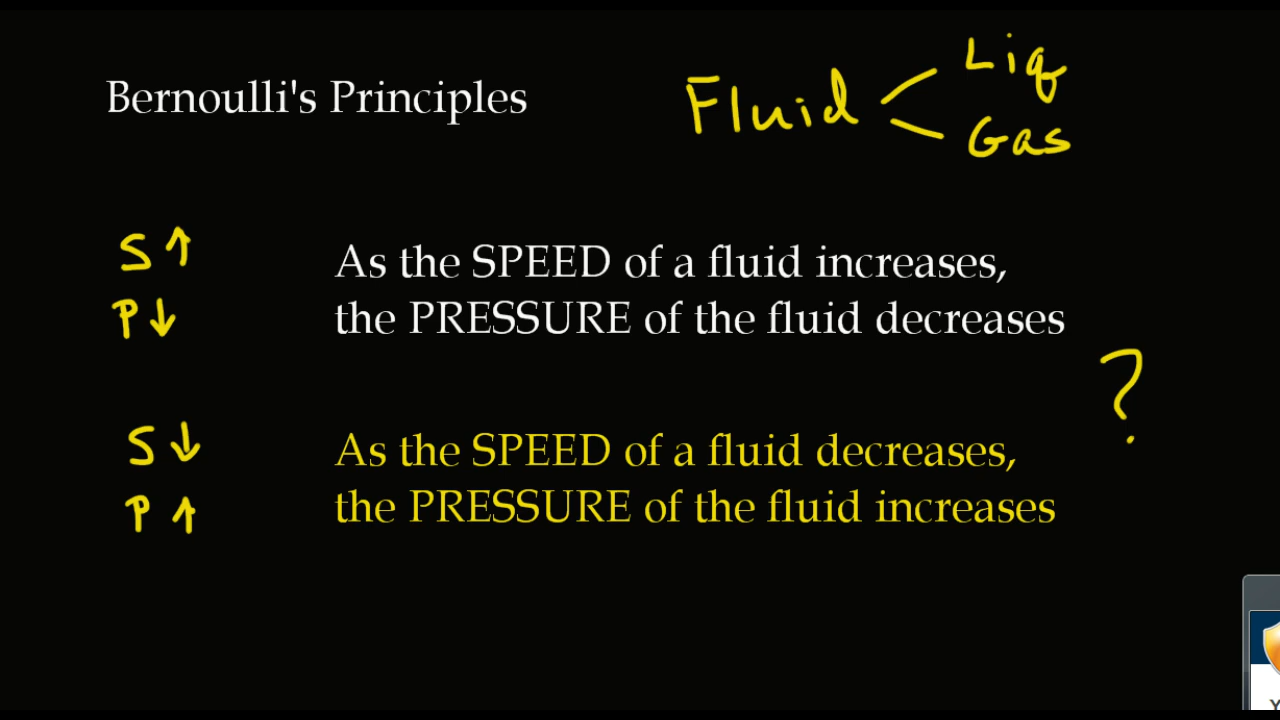 Bernoulli's Principles
Fluid
Liq
Gas
S ↑
P ↓
As the SPEED of a fluid increases,
the PRESSURE of the fluid decreases
?
S ↓
P ↑
As the SPEED of a fluid decreases,
the PRESSURE of the fluid increases